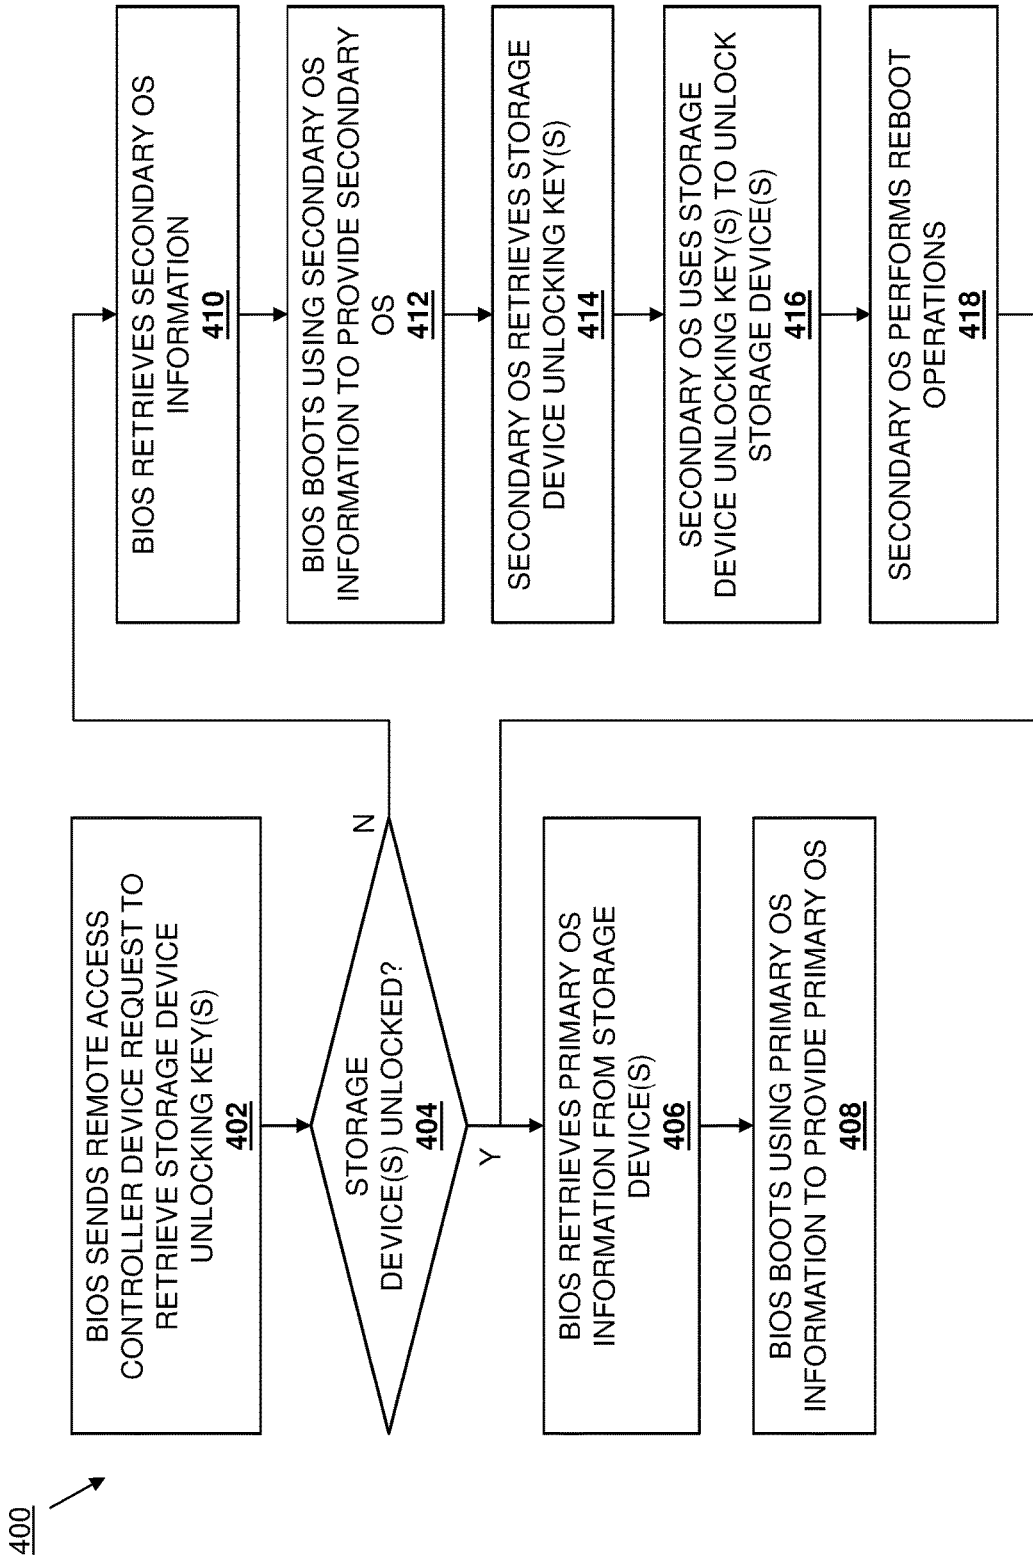 400
BIOS SENDS REMOTE ACCESS
CONTROLLER DEVICE REQUEST TO
RETRIEVE STORAGE DEVICE
UNLOCKING KEY(S)
402
STORAGE
DEVICE(S) UNLOCKED?
404
N
Y
BIOS RETRIEVES PRIMARY OS
INFORMATION FROM STORAGE
DEVICE(S)
406
BIOS BOOTS USING PRIMARY OS
INFORMATION TO PROVIDE PRIMARY OS
408
BIOS RETRIEVES SECONDARY OS
INFORMATION
410
BIOS BOOTS USING SECONDARY OS
INFORMATION TO PROVIDE SECONDARY
OS
412
SECONDARY OS RETRIEVES STORAGE
DEVICE UNLOCKING KEY(S)
414
SECONDARY OS USES STORAGE
DEVICE UNLOCKING KEY(S) TO UNLOCK
STORAGE DEVICE(S)
416
SECONDARY OS PERFORMS REBOOT
OPERATIONS
418